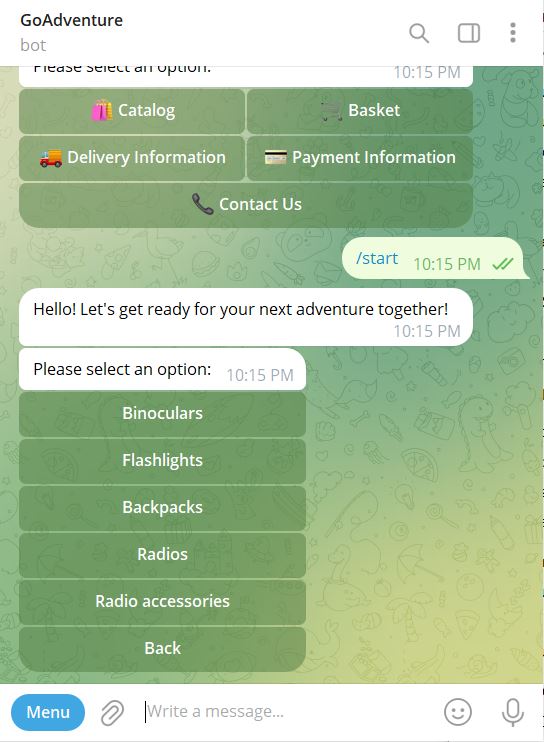 GoAdventure
bot
Please select an option:
10:15 PM
Catalog
Basket
Delivery Information
Payment Information
Contact Us
/start 10:15 PM
Hello! Let's get ready for your next adventure together!
10:15 PM
Please select an option: 10:15 PM
Binoculars
Flashlights
Backpacks
Radios
Radio accessories
Back
Menu
Write a message...